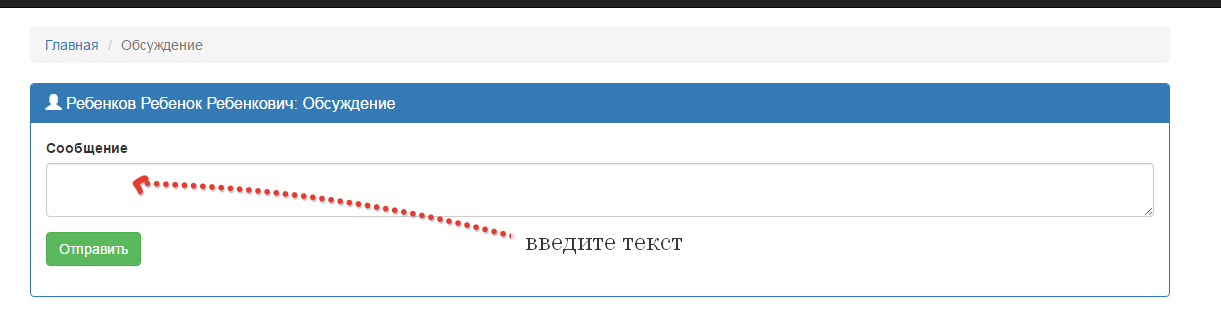 Главная / Обсуждение
Ребенков Ребенок Ребенкович: Обсуждение
Сообщение
введите текст
Отправить